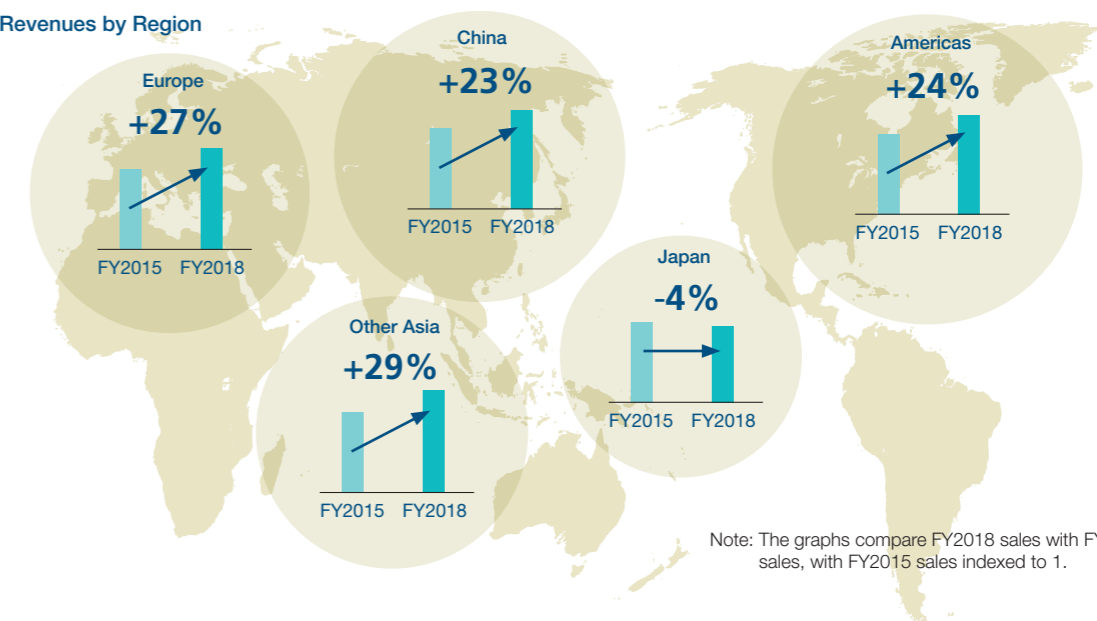 Revenues by Region
Europe
+27%
FY2015 FY2018
China
+23%
FY2015 FY2018
Americas
+24%
FY2015 FY2018
Other Asia
+29%
FY2015 FY2018
Japan
-4%
FY2015 FY2018
Note: The graphs compare FY2018 sales with FY
sales, with FY2015 sales indexed to 1.